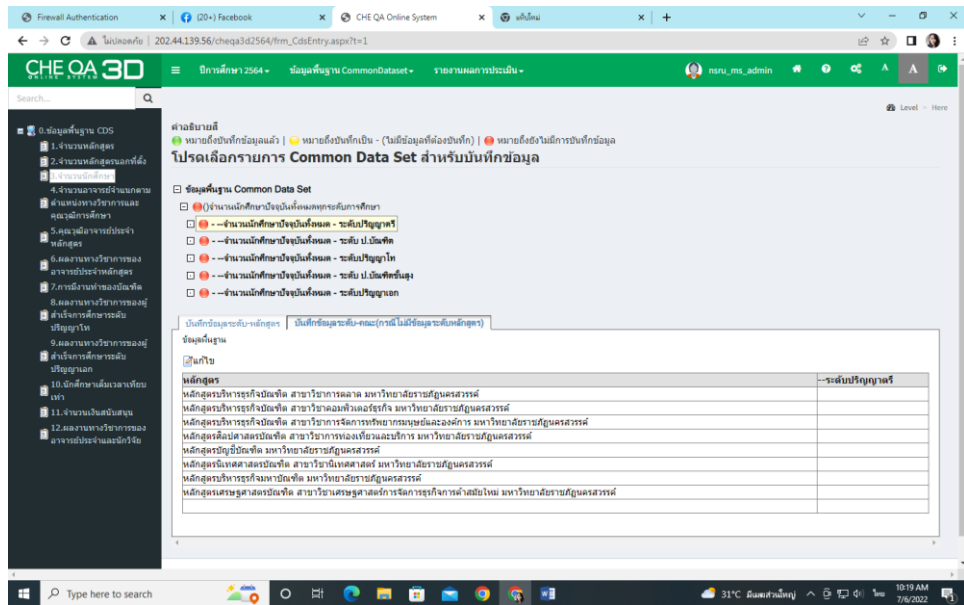 Firewall Authentication
(20+) Facebook
CHE QA Online System
แท็บใหม่
ไม่ปลอดภัย | 202.44.139.56/cheqa3d2564/frm_CdsEntry.aspx?t=1
CHE QA 3D
ONLINE SYSTEM
ปีการศึกษา 2564
ข้อมูลพื้นฐาน CommonDataset
รายงานผลการประเมิน
nsru_ms_admin
A
A
Search...
Level > Here
0.ข้อมูลพื้นฐาน CDS
1.จำนวนหลักสูตร
2.จำนวนหลักสูตรนอกที่ตั้ง
3.จำนวนนักศึกษา
4.จำนวนอาจารย์จำแนกตาม
ตำแหน่งทางวิชาการและ
คุณวุฒิการศึกษา
5.คุณวุฒิอาจารย์ประจำ
หลักสูตร
6.ผลงานทางวิชาการของ
อาจารย์ประจำหลักสูตร
7.การมีงานทำของบัณฑิต
8.ผลงานทางวิชาการของผู้
สำเร็จการศึกษาระดับ
ปริญญาโท
9.ผลงานทางวิชาการของผู้
สำเร็จการศึกษาระดับ
ปริญญาเอก
10.นักศึกษาเต็มเวลาเทียบ
เท่า
11.จำนวนเงินสนับสนุน
12.ผลงานทางวิชาการของ
อาจารย์ประจำและนักวิจัย
คำอธิบายสี
หมายถึงบันทึกข้อมูลแล้ว | หมายถึงบันทึกเป็น - (ไม่มีข้อมูลที่ต้องบันทึก) | หมายถึงยังไม่มีการบันทึกข้อมูล
โปรดเลือกรายการ Common Data Set สำหรับบันทึกข้อมูล
ข้อมูลพื้นฐาน Common Data Set
()จำนวนนักศึกษาปัจจุบันทั้งหมดทุกระดับการศึกษา
- --จำนวนนักศึกษาปัจจุบันทั้งหมด - ระดับปริญญาตรี
- --จำนวนนักศึกษาปัจจุบันทั้งหมด - ระดับ ป.บัณฑิต
- --จำนวนนักศึกษาปัจจุบันทั้งหมด - ระดับปริญญาโท
- --จำนวนนักศึกษาปัจจุบันทั้งหมด - ระดับ ป.บัณฑิตขั้นสูง
- --จำนวนนักศึกษาปัจจุบันทั้งหมด - ระดับปริญญาเอก
บันทึกข้อมูลระดับ-หลักสูตร
บันทึกข้อมูลระดับ-คณะ(กรณีไม่มีข้อมูลระดับหลักสูตร)
ข้อมูลพื้นฐาน
แก้ไข
หลักสูตร
--ระดับปริญญาตรี
หลักสูตรบริหารธุรกิจบัณฑิต สาขาวิชาการตลาด มหาวิทยาลัยราชภัฏนครสวรรค์
หลักสูตรบริหารธุรกิจบัณฑิต สาขาวิชาคอมพิวเตอร์ธุรกิจ มหาวิทยาลัยราชภัฏนครสวรรค์
หลักสูตรบริหารธุรกิจบัณฑิต สาขาวิชาการจัดการทรัพยากรมนุษย์และองค์การ มหาวิทยาลัยราชภัฏนครสวรรค์
หลักสูตรศิลปศาสตรบัณฑิต สาขาวิชาการท่องเที่ยวและบริการ มหาวิทยาลัยราชภัฏนครสวรรค์
หลักสูตรบัญชีบัณฑิต มหาวิทยาลัยราชภัฏนครสวรรค์
หลักสูตรนิเทศศาสตรบัณฑิต สาขาวิชานิเทศศาสตร์ มหาวิทยาลัยราชภัฏนครสวรรค์
หลักสูตรบริหารธุรกิจมหาบัณฑิต มหาวิทยาลัยราชภัฏนครสวรรค์
หลักสูตรเศรษฐศาสตรบัณฑิต สาขาวิชาเศรษฐศาสตร์การจัดการธุรกิจการค้าสมัยใหม่ มหาวิทยาลัยราชภัฏนครสวรรค์
Type here to search
31°C มีแดดส่วนใหญ่
ไทย
10:19 AM
7/6/2022